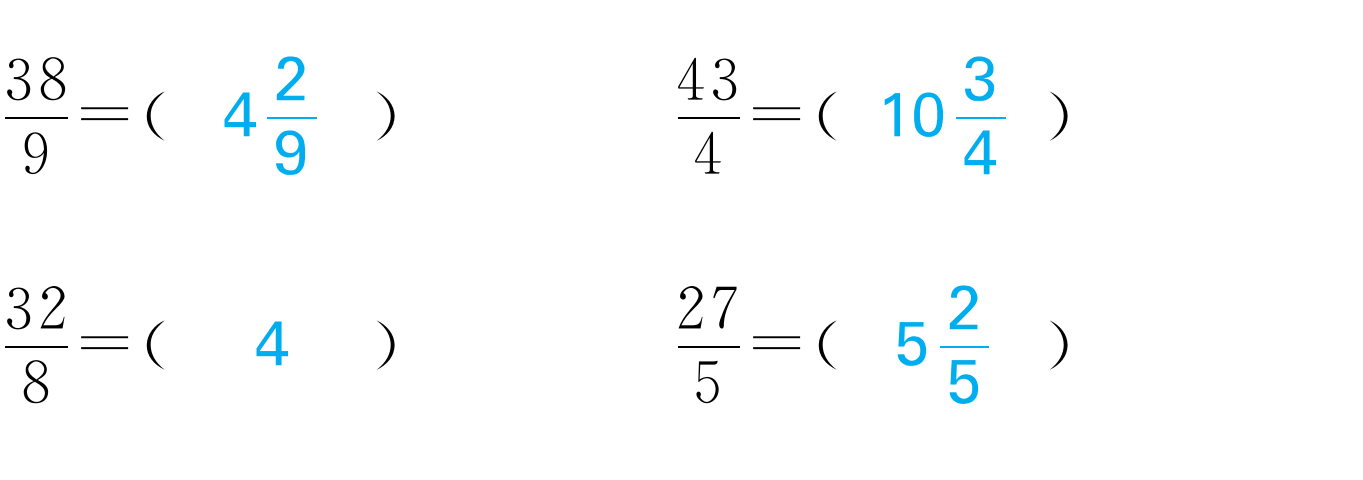 38/9=( 4 2/9 ) 43/4=( 10 3/4 )
32/8=( 4 ) 27/5=( 5 2/5 )